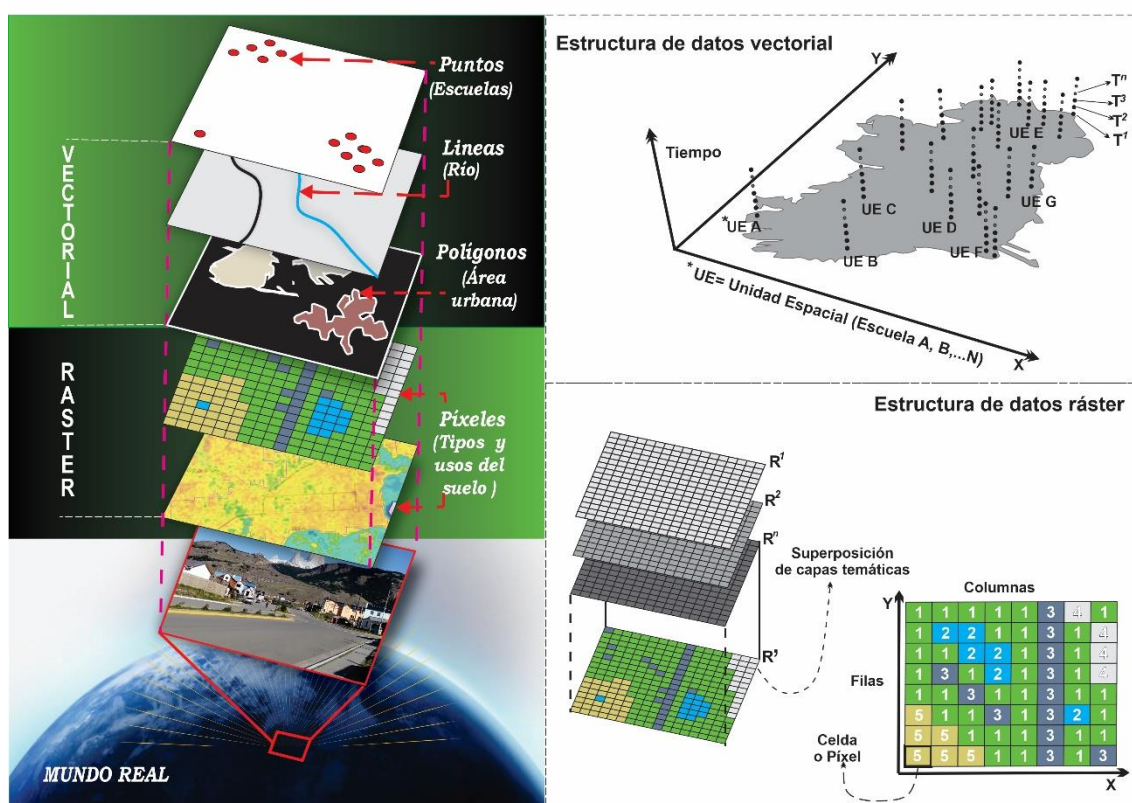 VECTORIAL
Puntos
(Escuelas)
Lineas
(Río)
Polígonos
(Área
urbana)
RASTER
Píxeles
(Tipos y
usos del
suelo )
MUNDO REAL
Estructura de datos vectorial
Y
Tiempo
X
Tⁿ
T³
T²
T¹
UE E
UE G
UE C
UE D
*UE A
UE F
UE B
* UE= Unidad Espacial (Escuela A, B,...N)
Estructura de datos ráster
R¹
R²
Rⁿ
R'
Superposición
de capas temáticas
Columnas
Y
Filas
X
1 1 1 1 1 3 4 1
1 2 2 1 1 3 1 4
1 1 2 2 1 3 1 4
1 3 1 2 1 3 1 4
1 1 3 1 1 3 1 1
5 1 1 3 1 3 2 1
5 5 1 1 1 3 1 1
5 5 5 1 1 3 1 3
Celda
o Píxel